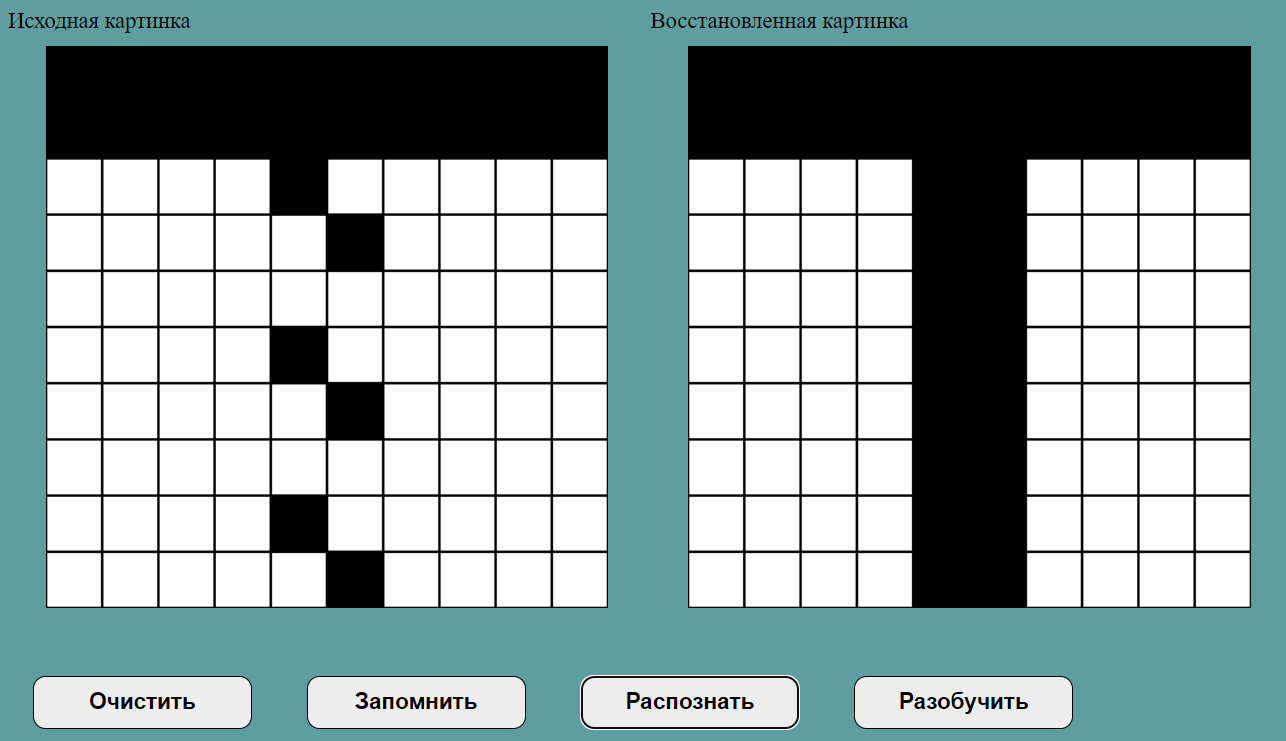 Исходная картинка
Восстановленная картинка
Очистить
Запомнить
Распознать
Разобучить